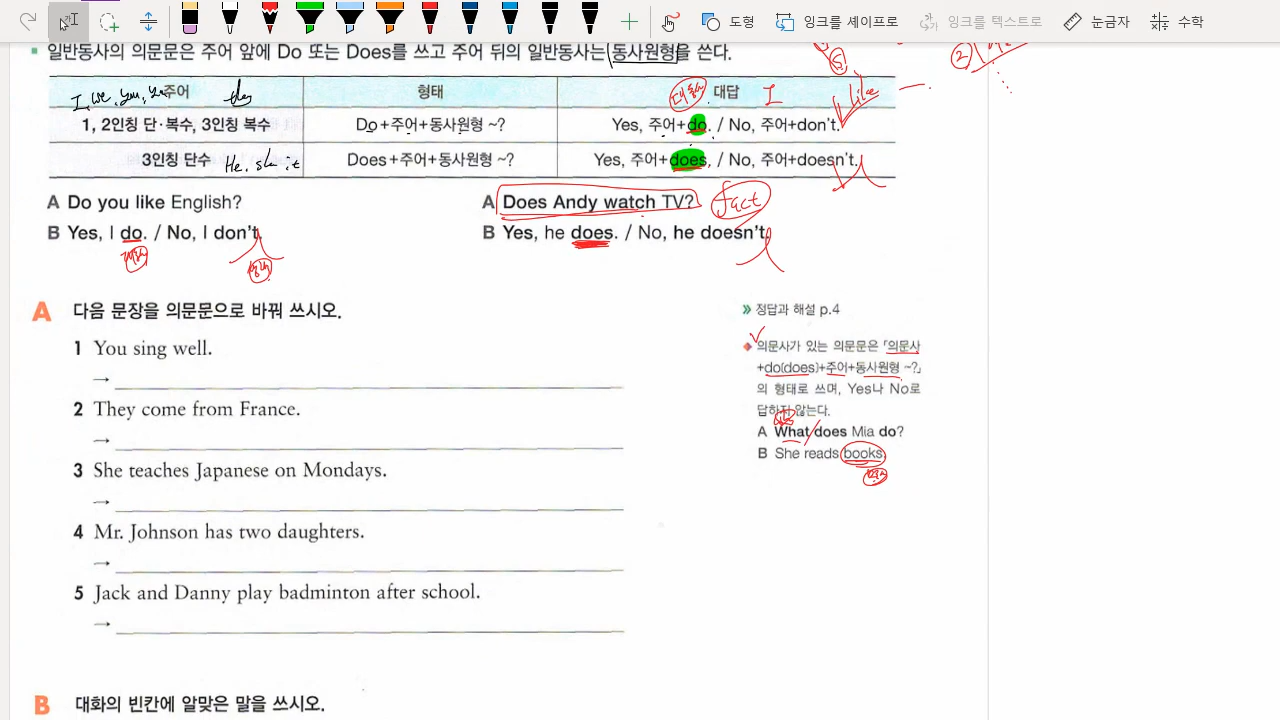 도형 잉크를 셰이프로 잉크를 텍스트로 눈금자 수학
일반동사의 의문문은 주어 앞에 Do 또는 Does를 쓰고 주어 뒤의 일반동사는 동사원형을 쓴다.
I, we, you, 주어 they 형태 대동사 대답 I like
1, 2인칭 단·복수, 3인칭 복수 Do+주어+동사원형 ~? Yes, 주어+do. / No, 주어+don't.
3인칭 단수 He. she it Does+주어+동사원형 ~? Yes, 주어+does, / No, 주어+doesn't.
A Do you like English?
B Yes, I do. / No, I don't.
A Does Andy watch TV? fact
B Yes, he does. / No, he doesn't.
A 다음 문장을 의문문으로 바꿔 쓰시오.
1 You sing well.
→
2 They come from France.
→
3 She teaches Japanese on Mondays.
→
4 Mr. Johnson has two daughters.
→
5 Jack and Danny play badminton after school.
→
» 정답과 해설 p.4
의문사가 있는 의문문은 「의문사
+do(does)+주어+동사원형 ~?」
의 형태로 쓰며, Yes나 No로
답하지 않는다.
A What does Mia do?
B She reads books.
B 대화의 빈칸에 알맞은 말을 쓰시오.